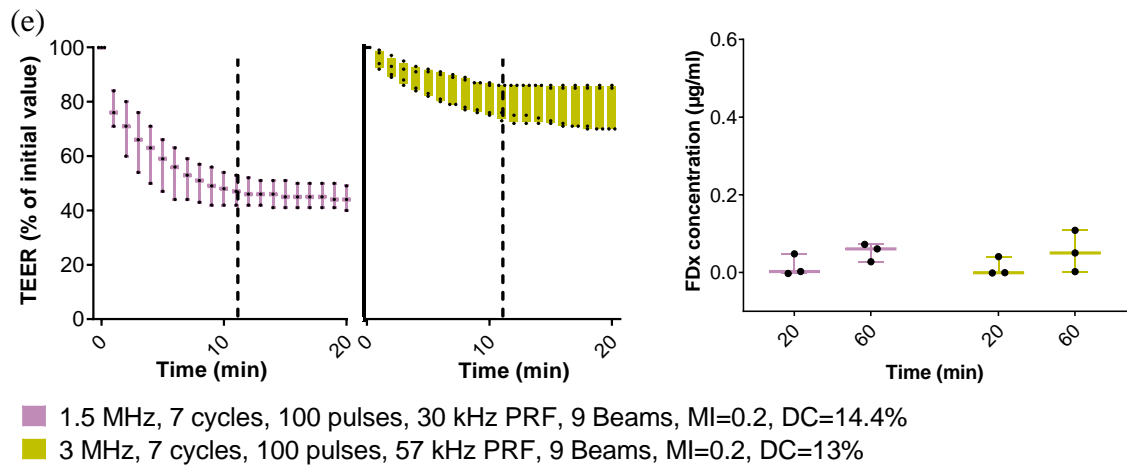 (e)
TEER (% of initial value)
100
80
60
40
20
0
0
10
20
Time (min)
0
10
20
Time (min)
FDx concentration (µg/ml)
0.6
0.4
0.2
0.0
20
60
20
60
Time (min)
1.5 MHz, 7 cycles, 100 pulses, 30 kHz PRF, 9 Beams, MI=0.2, DC=14.4%
3 MHz, 7 cycles, 100 pulses, 57 kHz PRF, 9 Beams, MI=0.2, DC=13%